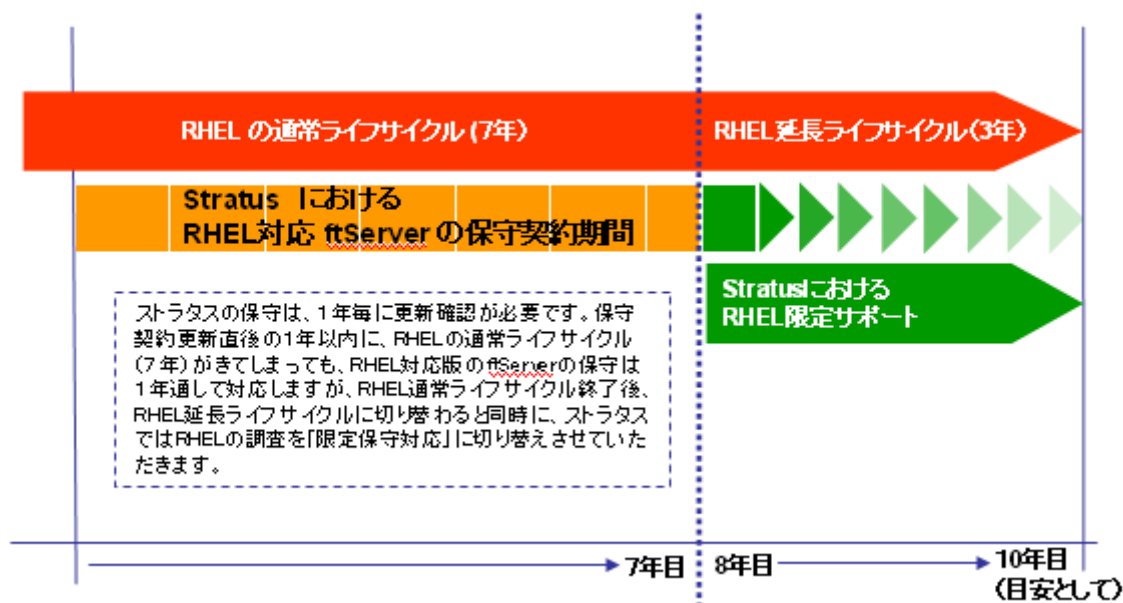 RHEL の通常ライフサイクル (7年)
RHEL延長ライフサイクル(3年)
Stratus における
RHEL対応 ftServer の保守契約期間
Stratusにおける
RHEL限定サポート
ストラタスの保守は、1年毎に更新確認が必要です。保守
契約更新直後の1年以内に、RHELの通常ライフサイクル
(7年)がきてしまっても、RHEL対応版のftServerの保守は
1年通して対応しますが、RHEL通常ライフサイクル終了後、
RHEL延長ライフサイクルに切り替わると同時に、ストラタス
ではRHELの調査を「限定保守対応」に切り替えさせていた
だきます。
7年目
8年目
10年目
(目安として)